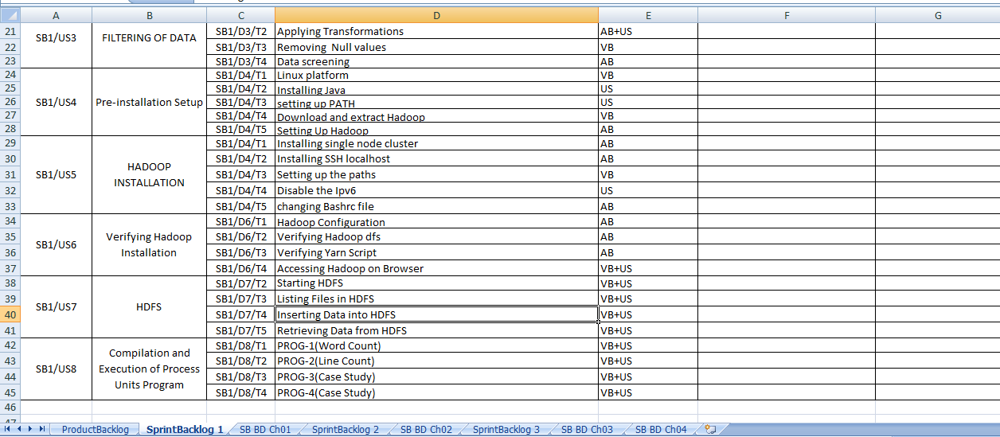 A B C D E F G
21 SB1/US3 FILTERING OF DATA SB1/D3/T2 Applying Transformations AB+US
22 SB1/D3/T3 Removing Null values VB
23 SB1/D3/T4 Data screening AB
24 SB1/D4/T1 Linux platform VB
25 SB1/D4/T2 Installing Java US
26 SB1/US4 Pre-installation Setup SB1/D4/T3 setting up PATH US
27 SB1/D4/T4 Download and extract Hadoop VB
28 SB1/D4/T5 Setting Up Hadoop AB
29 SB1/D4/T1 Installing single node cluster AB
30 SB1/D4/T2 Installing SSH localhost AB
31 SB1/US5 HADOOP INSTALLATION SB1/D4/T3 Setting up the paths VB
32 SB1/D4/T4 Disable the Ipv6 US
33 SB1/D4/T5 changing Bashrc file AB
34 SB1/D6/T1 Hadoop Configuration AB
35 SB1/US6 Verifying Hadoop Installation SB1/D6/T2 Verifying Hadoop dfs AB
36 SB1/D6/T3 Verifying Yarn Script AB
37 SB1/D6/T4 Accessing Hadoop on Browser VB+US
38 SB1/D7/T2 Starting HDFS VB+US
39 SB1/US7 HDFS SB1/D7/T3 Listing Files in HDFS VB+US
40 SB1/D7/T4 Inserting Data into HDFS VB+US
41 SB1/D7/T5 Retrieving Data from HDFS VB+US
42 SB1/D8/T1 PROG-1(Word Count) VB+US
43 SB1/US8 Compilation and Execution of Process Units Program SB1/D8/T2 PROG-2(Line Count) VB+US
44 SB1/D8/T3 PROG-3(Case Study) VB+US
45 SB1/D8/T4 PROG-4(Case Study) VB+US
46
ProductBacklog SprintBacklog 1 SB BD Ch01 SprintBacklog 2 SB BD Ch02 SprintBacklog 3 SB BD Ch03 SB BD Ch04